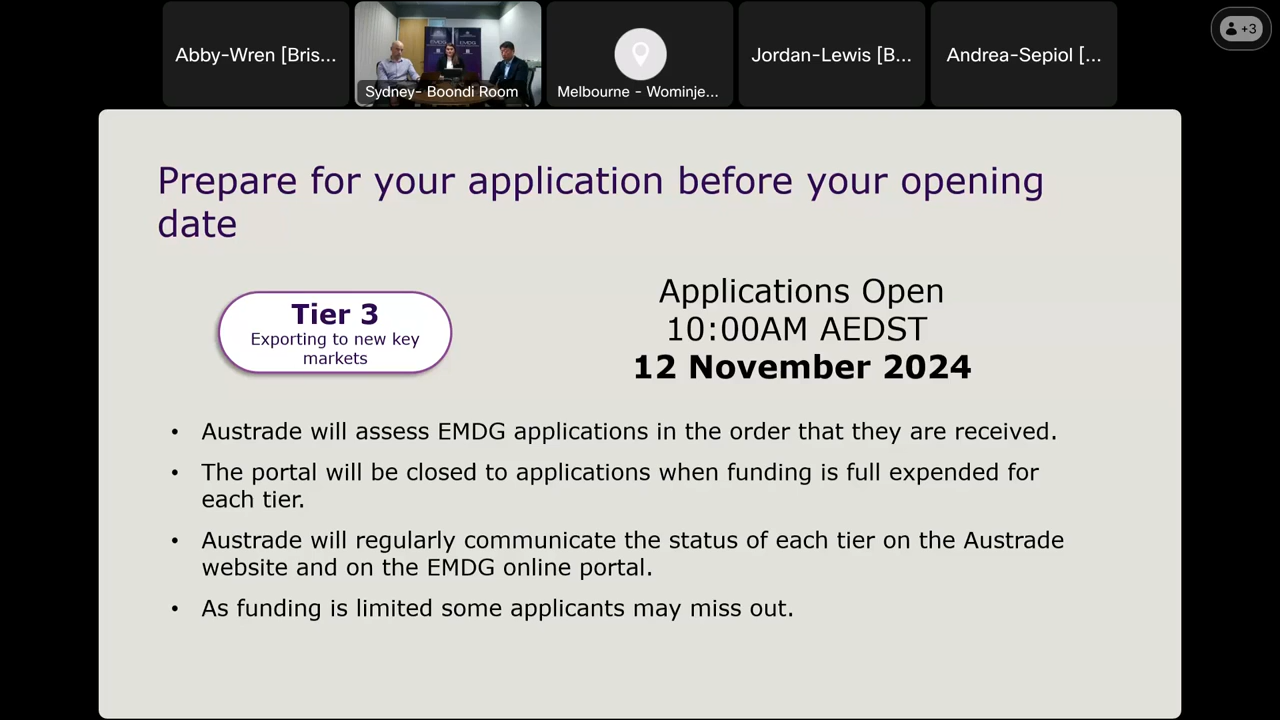 Abby-Wren [Bris...
EMDG
EMDG
Sydney- Boondi Room
Melbourne - Wominje...
Jordan-Lewis [B...
Andrea-Sepiol [...
+3
Prepare for your application before your opening
date
Tier 3
Exporting to new key
markets
Applications Open
10:00AM AEDST
12 November 2024
• Austrade will assess EMDG applications in the order that they are received.
• The portal will be closed to applications when funding is full expended for
each tier.
• Austrade will regularly communicate the status of each tier on the Austrade
website and on the EMDG online portal.
• As funding is limited some applicants may miss out.